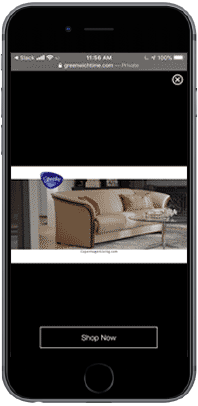 Slack 11:56 AM 100%
greenwichtime.com — Private
Shop Now